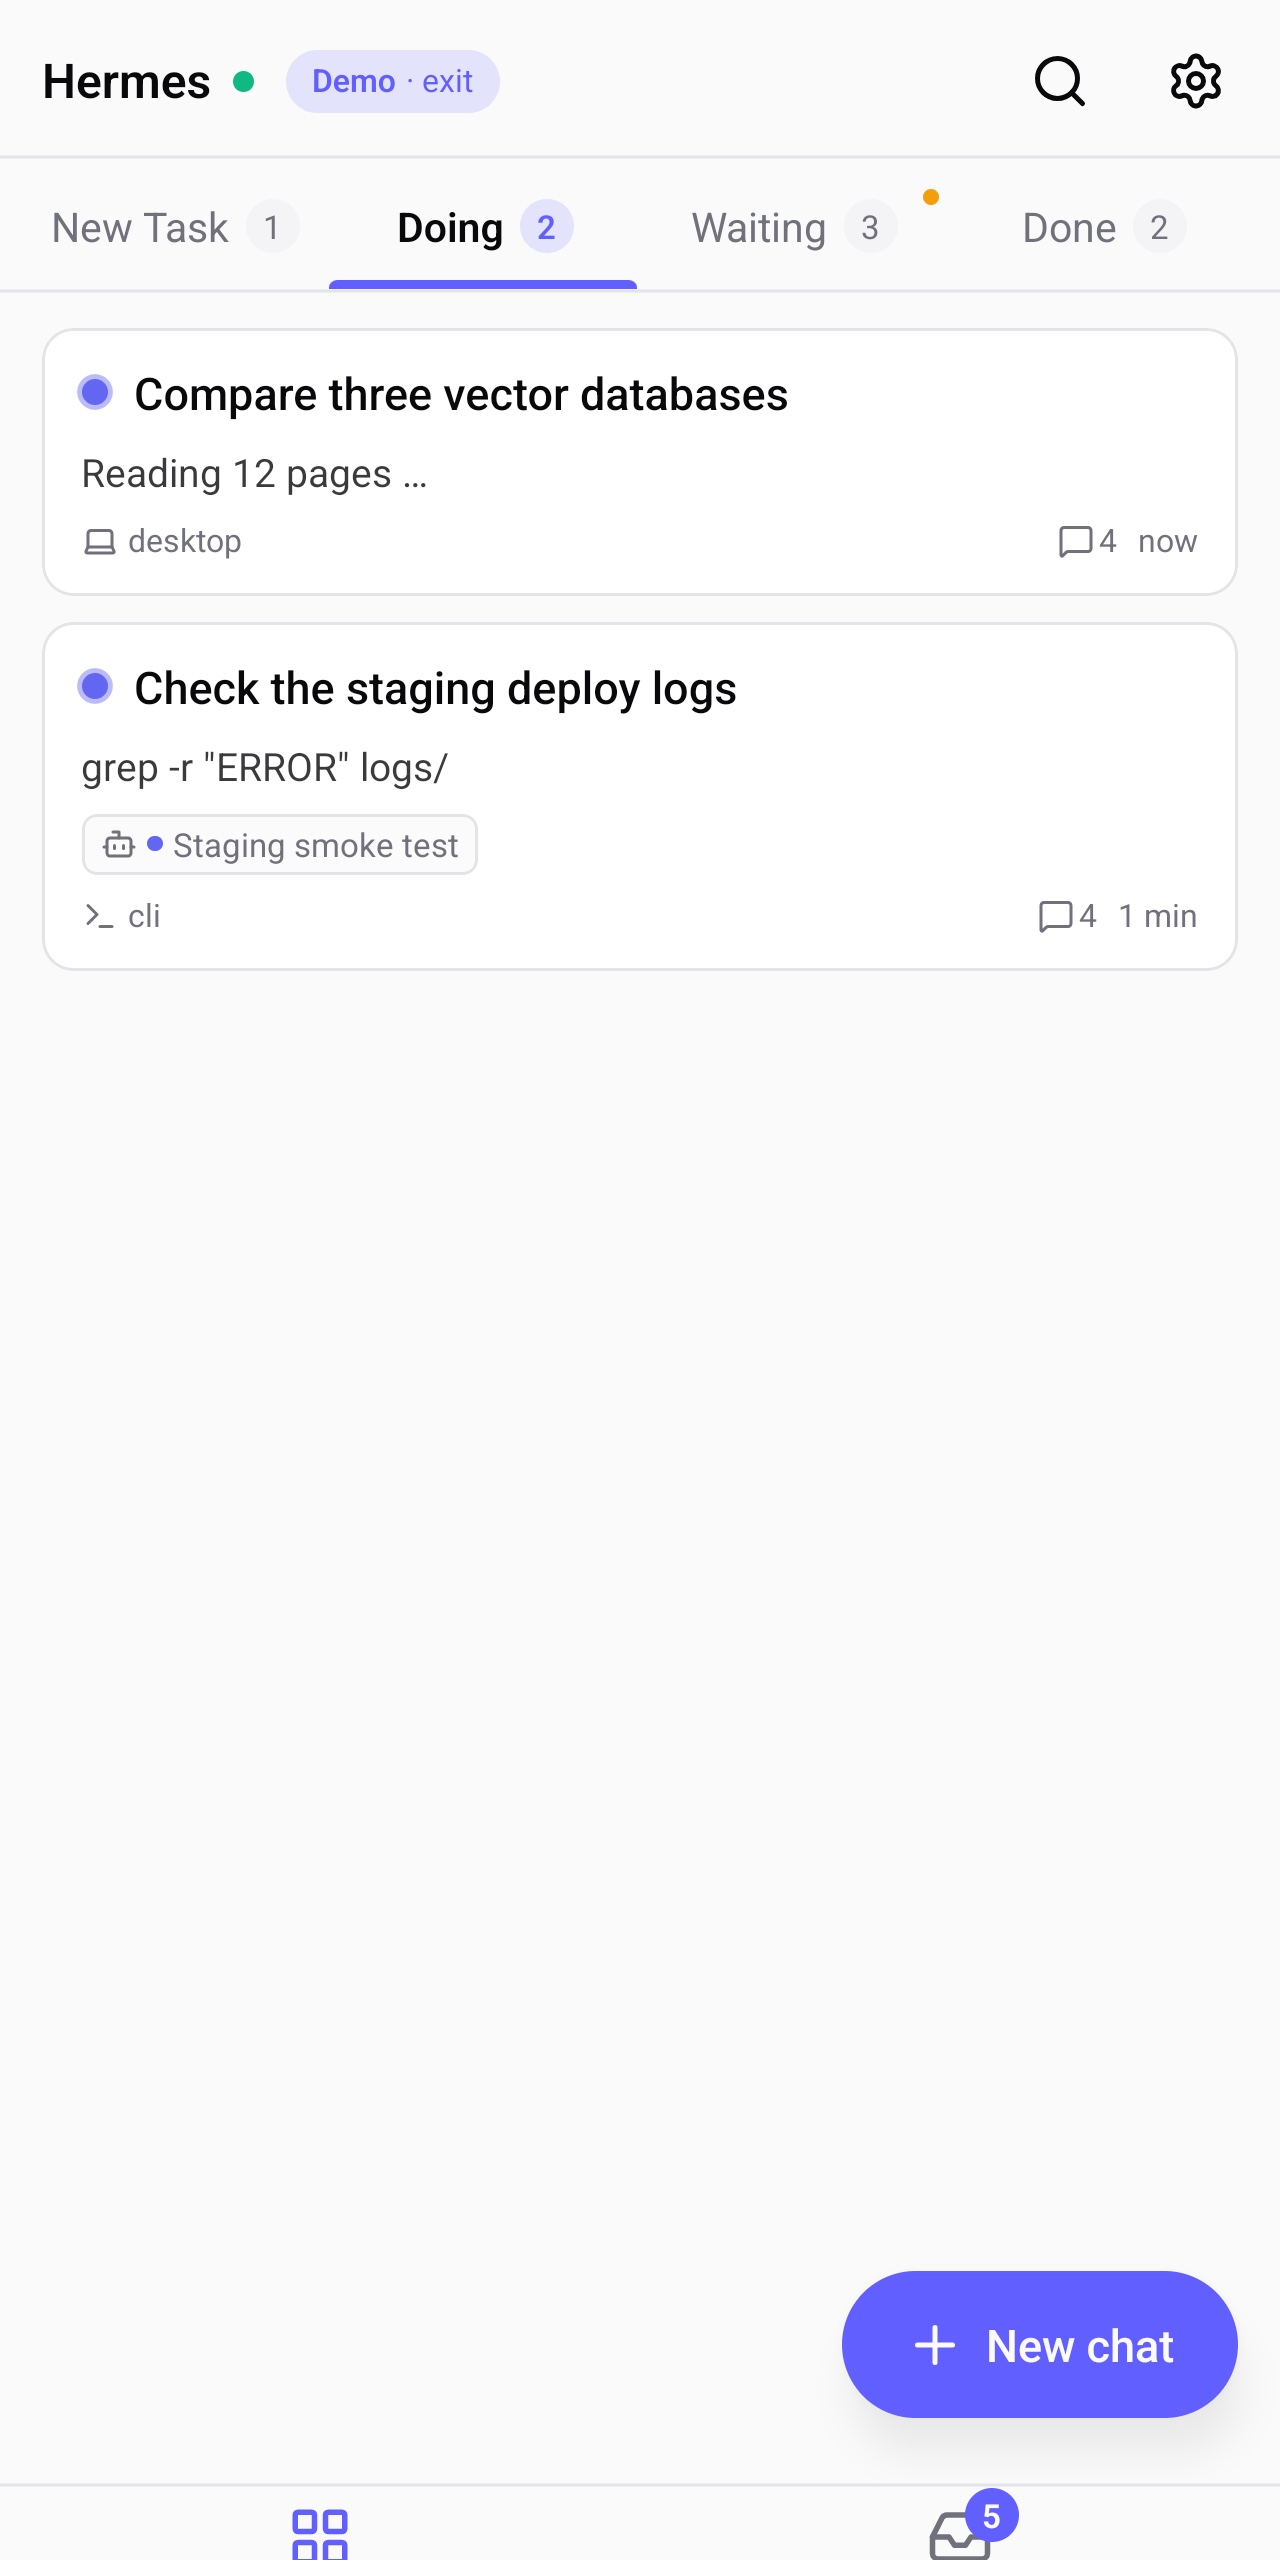 Hermes Demo · exit
New Task 1 Doing 2 Waiting 3 Done 2
Compare three vector databases
Reading 12 pages …
desktop 4 now
Check the staging deploy logs
grep -r "ERROR" logs/
Staging smoke test
cli 4 1 min
New chat
5